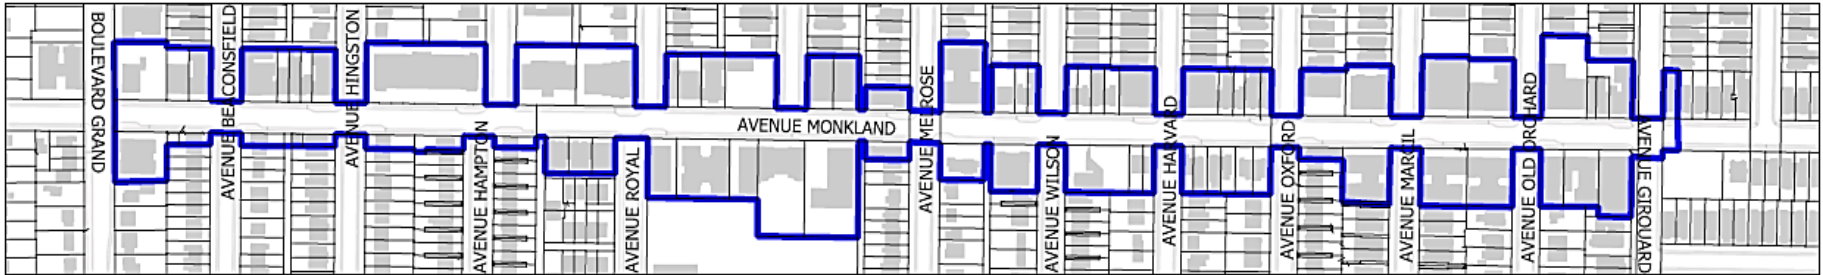 BOULEVARD GRAND
AVENUE BEACONSFIELD
AVENUE HINGSTON
AVENUE HAMPTON
AVENUE ROYAL
AVENUE MONKLAND
AVENUE MELROSE
AVENUE WILSON
AVENUE HARVARD
AVENUE OXFORD
AVENUE MARCIL
AVENUE OLD ORCHARD
AVENUE GIROUARD